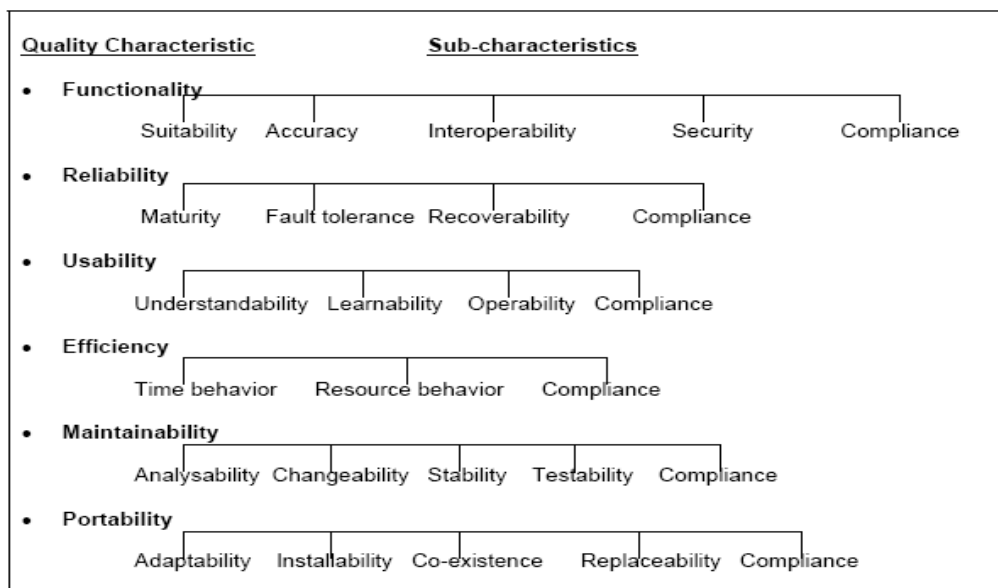 Quality Characteristic Sub-characteristics
• Functionality
Suitability Accuracy Interoperability Security Compliance
• Reliability
Maturity Fault tolerance Recoverability Compliance
• Usability
Understandability Learnability Operability Compliance
• Efficiency
Time behavior Resource behavior Compliance
• Maintainability
Analysability Changeability Stability Testability Compliance
• Portability
Adaptability Installability Co-existence Replaceability Compliance